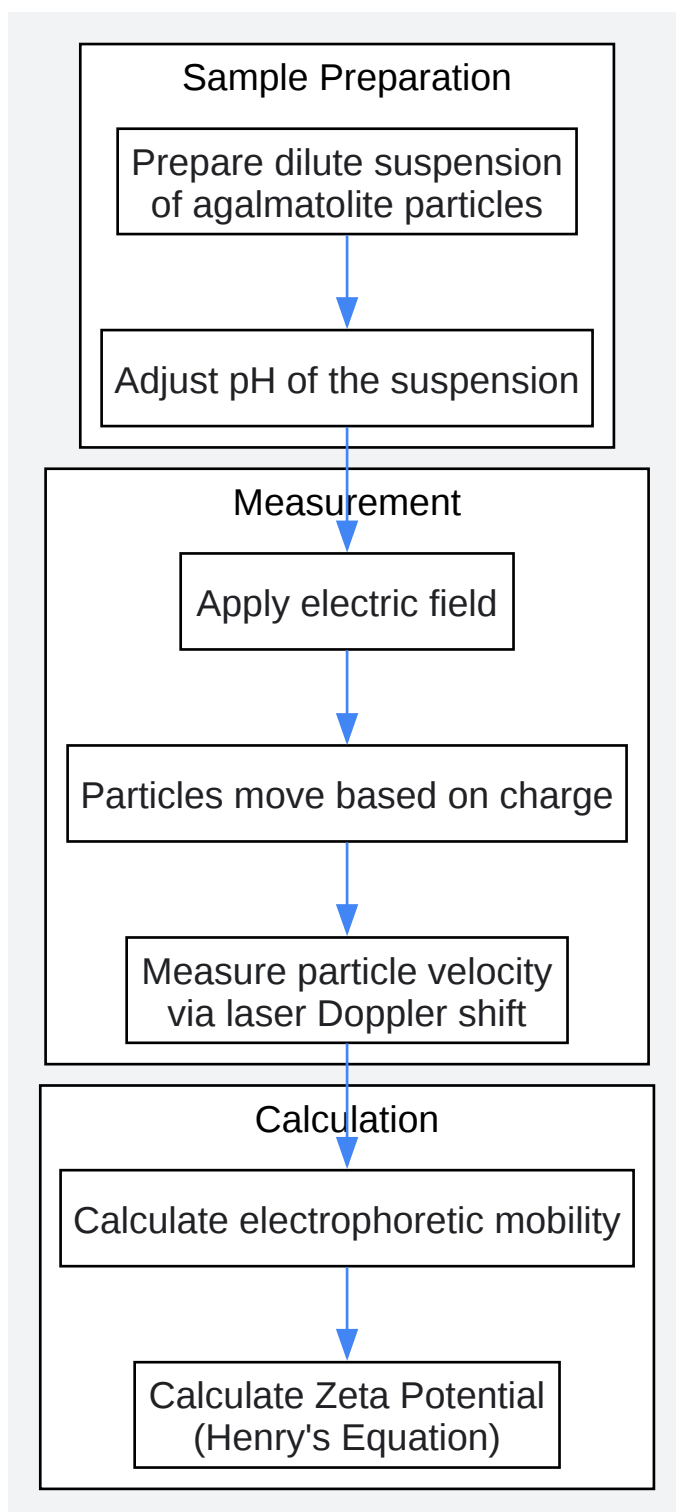 Sample Preparation
Prepare dilute suspension
of agalmatolite particles
Adjust pH of the suspension
Measurement
Apply electric field
Particles move based on charge
Measure particle velocity
via laser Doppler shift
Calculation
Calculate electrophoretic mobility
Calculate Zeta Potential
(Henry's Equation)